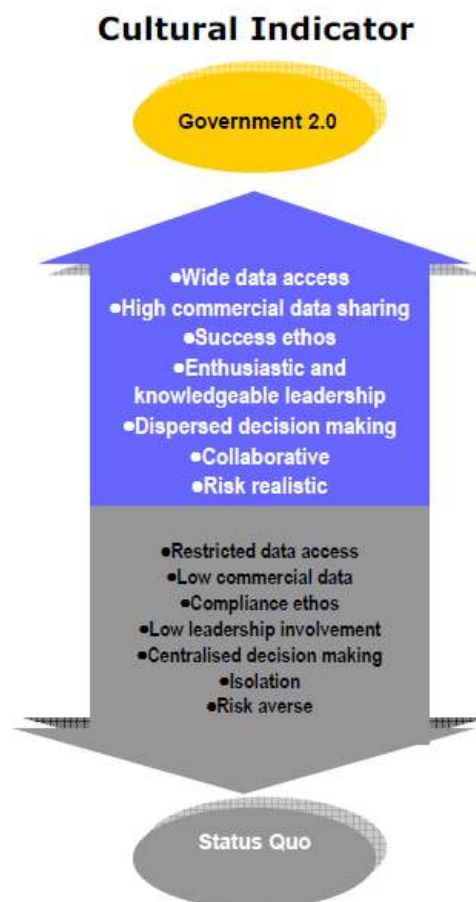 Cultural Indicator
Government 2.0
●Wide data access
●High commercial data sharing
●Success ethos
●Enthusiastic and
knowledgeable leadership
●Dispersed decision making
●Collaborative
●Risk realistic
●Restricted data access
●Low commercial data
●Compliance ethos
●Low leadership involvement
●Centralised decision making
●Isolation
●Risk averse
Status Quo